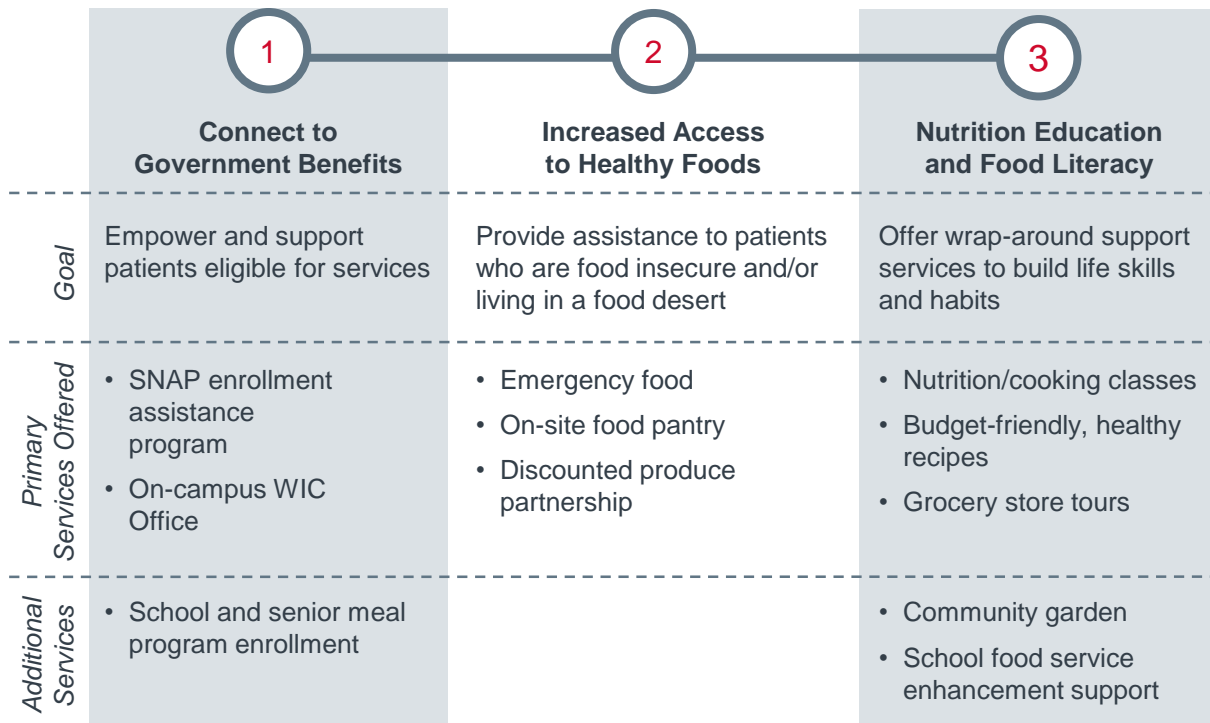 1
2
3
Connect to
Government Benefits
Increased Access
to Healthy Foods
Nutrition Education
and Food Literacy
Goal
Empower and support
patients eligible for services
Provide assistance to patients
who are food insecure and/or
living in a food desert
Offer wrap-around support
services to build life skills
and habits
Primary
Services Offered
• SNAP enrollment
assistance
program
• On-campus WIC
Office
• Emergency food
• On-site food pantry
• Discounted produce
partnership
• Nutrition/cooking classes
• Budget-friendly, healthy
recipes
• Grocery store tours
Additional
Services
• School and senior meal
program enrollment
• Community garden
• School food service
enhancement support